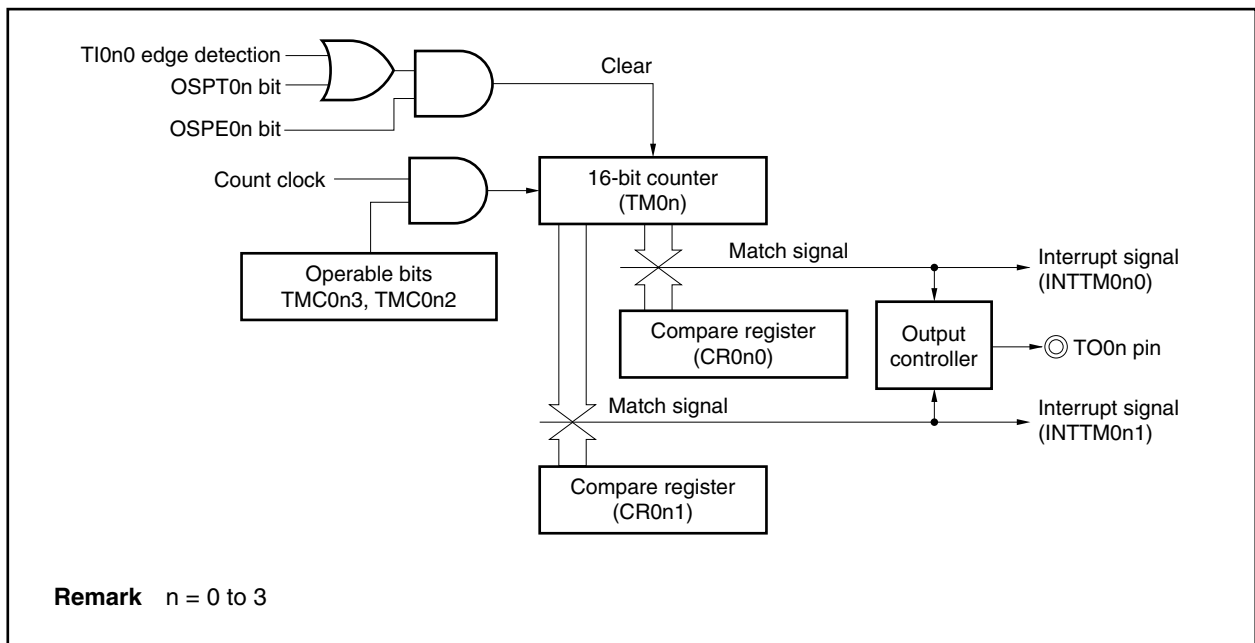 TI0n0 edge detection
OSPT0n bit
OSPE0n bit
Clear
Count clock
16-bit counter
(TM0n)
Operable bits
TMC0n3, TMC0n2
Match signal
Interrupt signal
(INTTM0n0)
Compare register
(CR0n0)
Output
controller
TO0n pin
Match signal
Interrupt signal
(INTTM0n1)
Compare register
(CR0n1)
Remark n = 0 to 3